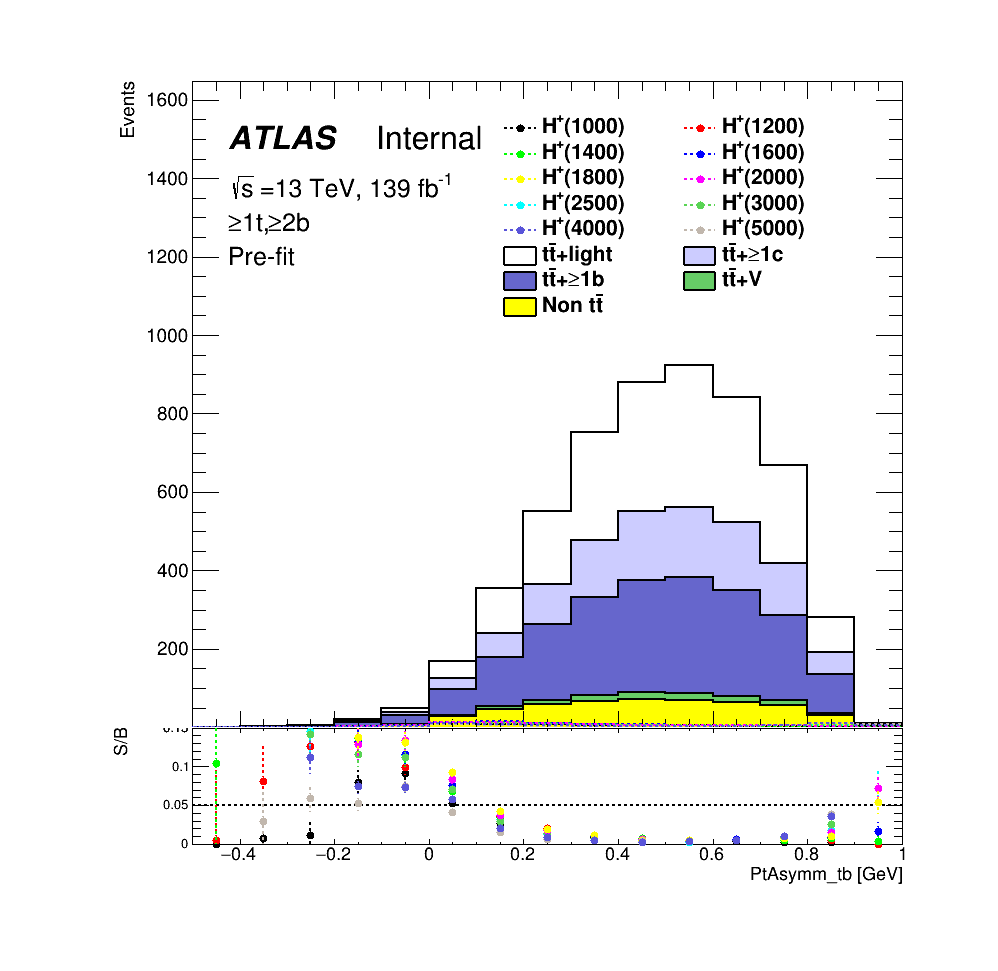 Events
1600
1400
1200
1000
800
600
400
200
ATLAS Internal
√s =13 TeV, 139 fb⁻¹
≥1t,≥2b
Pre-fit
H⁺(1000) H⁺(1200)
H⁺(1400) H⁺(1600)
H⁺(1800) H⁺(2000)
H⁺(2500) H⁺(3000)
H⁺(4000) H⁺(5000)
tt̄+light tt̄+≥1c
tt̄+≥1b tt̄+V
Non tt̄
S/B
0.15
0.1
0.05
0
−0.4 −0.2 0 0.2 0.4 0.6 0.8 1
PtAsymm_tb [GeV]